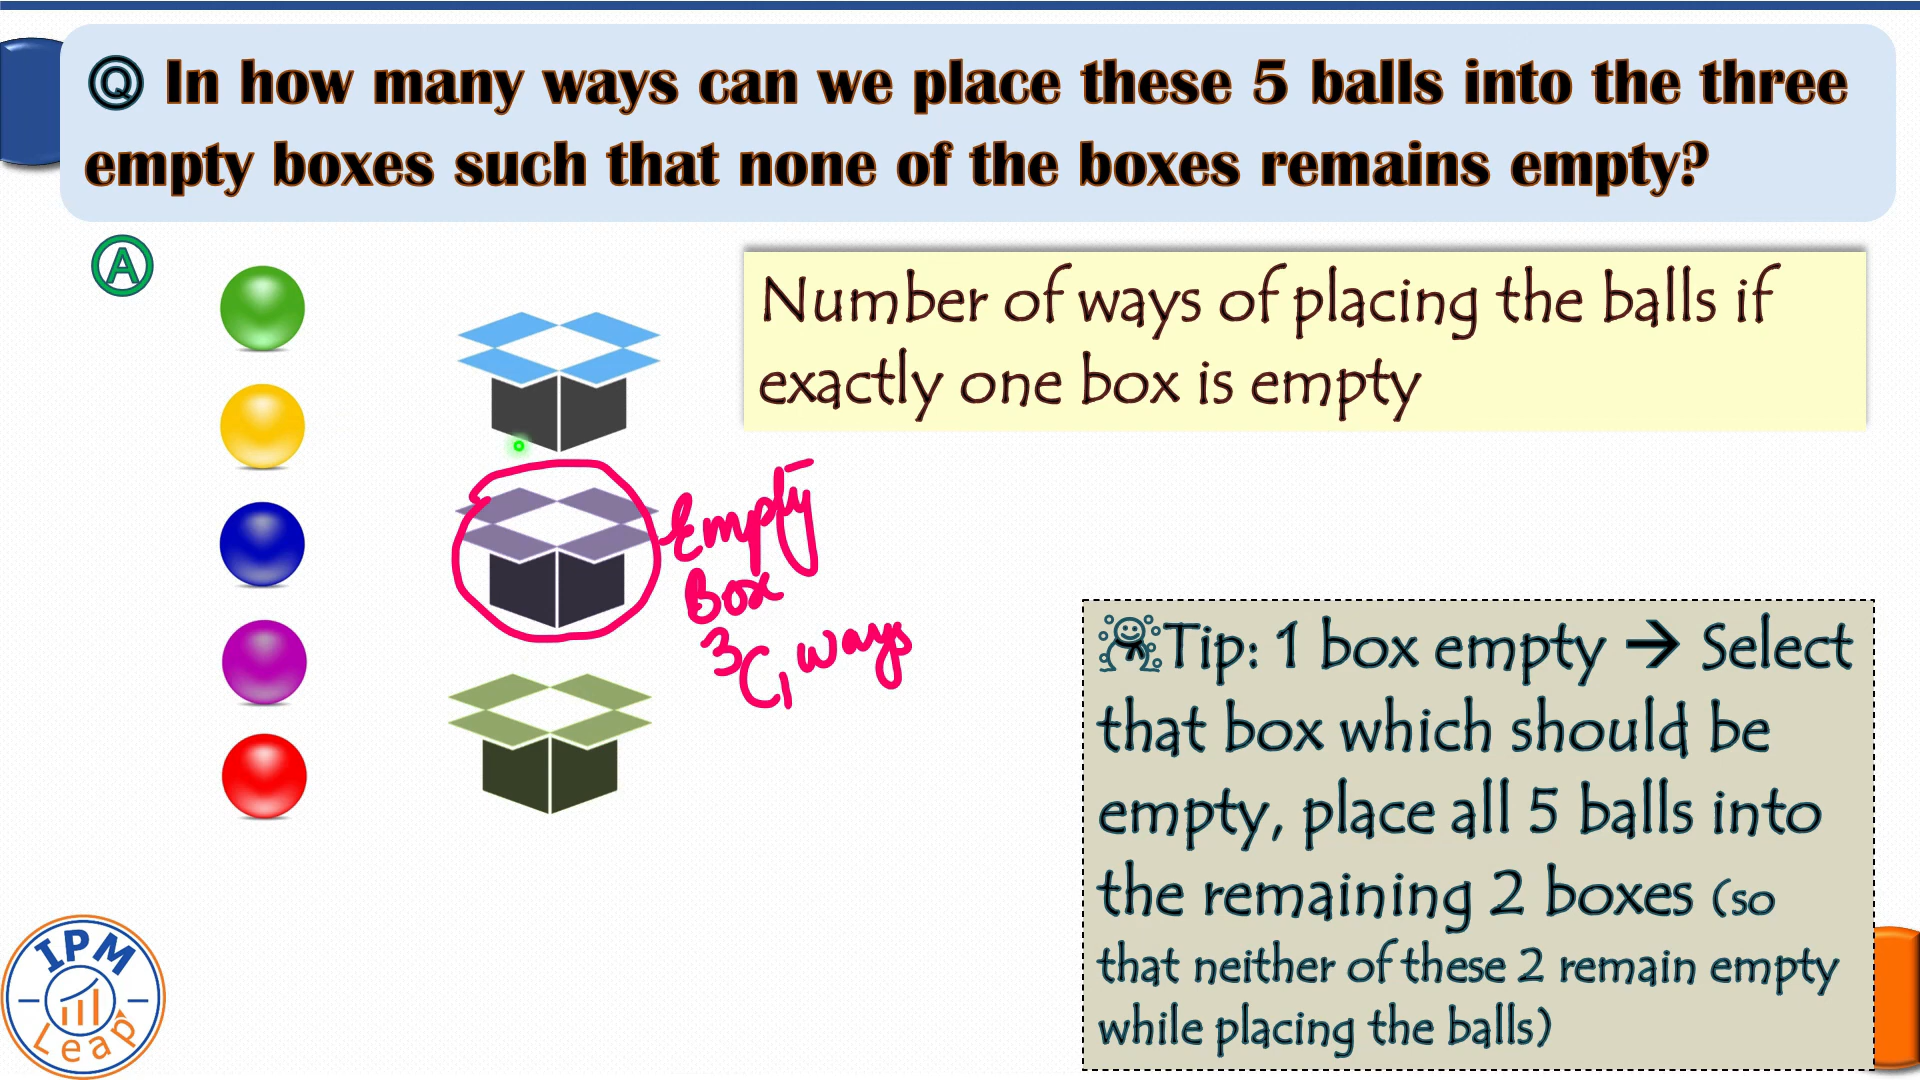 Q In how many ways can we place these 5 balls into the three
empty boxes such that none of the boxes remains empty?
A
Number of ways of placing the balls if
exactly one box is empty
Empty
Box
³C₁ ways
Tip: 1 box empty → Select
that box which should be
empty, place all 5 balls into
the remaining 2 boxes (so
that neither of these 2 remain empty
while placing the balls)
IPM
Leap